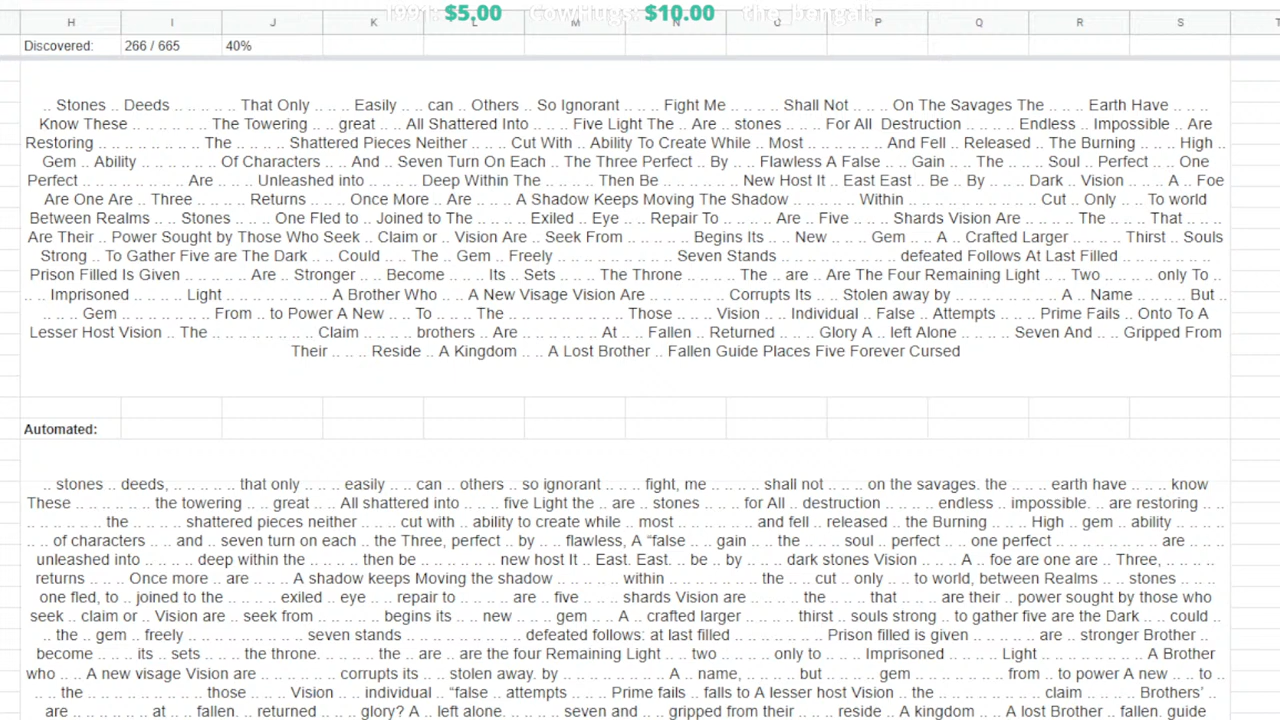 1991: $5.00 CowHugs: $10.00 the_bengal:
H I J K L M N O P Q R S
Discovered: 266 / 665 40%
.. Stones .. Deeds .. .. .. .. .. That Only .. .. .. Easily .. can .. Others .. So Ignorant .. .. .. Fight Me .. .. .. .. Shall Not .. .. .. On The Savages The .. .. Earth Have .. .. ..
Know These .. .. .. .. .. .. The Towering .. .. great .. .. All Shattered Into .. .. .. Five Light The .. Are .. stones .. .. .. For All Destruction .. .. .. Endless .. Impossible .. Are
Restoring .. .. .. .. .. The .. .. .. .. Shattered Pieces Neither .. .. .. Cut With .. Ability To Create While .. Most .. .. .. .. .. .. And Fell .. Released .. The Burning .. .. .. High ..
Gem .. Ability .. .. .. .. .. .. Of Characters .. .. .. And .. Seven Turn On Each .. The Three Perfect .. By .. .. Flawless A False .. .. Gain .. .. The .. .. .. Soul .. Perfect .. .. One
Perfect .. .. .. .. .. .. .. .. Are .. .. .. Unleashed into .. .. .. .. Deep Within The .. .. .. .. Then Be .. .. .. .. .. .. New Host It .. East East .. Be .. By .. .. .. Dark .. Vision .. .. .. A .. Foe
Are One Are .. Three .. .. .. Returns .. .. .. Once More .. Are .. .. .. A Shadow Keeps Moving The Shadow .. .. .. .. .. Within .. .. .. .. .. .. .. .. Cut .. Only .. .. To world
Between Realms .. .. Stones .. .. .. One Fled to .. Joined to The .. .. .. .. Exiled .. Eye .. .. Repair To .. .. .. .. Are .. Five .. .. .. Shards Vision Are .. .. .. .. The .. .. That .. .. ..
Are Their .. Power Sought by Those Who Seek .. Claim or .. Vision Are .. Seek From .. .. .. .. .. Begins Its .. .. New .. .. Gem .. A .. Crafted Larger .. .. .. Thirst .. Souls
Strong .. To Gather Five are The Dark .. .. Could .. .. The .. Gem .. Freely .. .. .. .. .. .. .. .. .. Seven Stands .. .. .. .. .. .. .. .. .. defeated Follows At Last Filled .. .. .. .. .. .. ..
Prison Filled Is Given .. .. .. .. .. Are .. Stronger .. Become .. .. .. Its .. Sets .. .. .. The Throne .. .. .. .. The .. are .. Are The Four Remaining Light .. .. Two .. .. .. .. only To ..
.. .. Imprisoned .. .. .. .. Light .. .. .. .. .. .. .. A Brother Who .. .. A New Visage Vision Are .. .. .. .. .. .. Corrupts Its .. .. Stolen away by .. .. .. .. .. .. .. .. A .. Name .. .. .. .. But ..
.. .. .. Gem .. .. .. .. .. From .. to Power A New .. .. To .. .. The .. .. .. .. .. .. .. Those .. .. .. Vision .. Individual .. False .. Attempts .. .. .. Prime Fails .. Onto To A
Lesser Host Vision .. The .. .. .. .. .. .. .. .. Claim .. .. .. brothers .. Are .. .. .. .. .. .. At .. Fallen .. Returned .. .. Glory A .. left Alone .. .. .. .. Seven And .. .. Gripped From
Their .. .. .. Reside .. A Kingdom .. .. A Lost Brother .. Fallen Guide Places Five Forever Cursed
Automated:
.. stones .. deeds, .. .. .. .. .. that only .. .. .. easily .. .. can .. others .. so ignorant .. .. .. fight, me .. .. .. .. shall not .. .. .. on the savages. the .. .. earth have .. .. .. know
These .. .. .. .. .. .. the towering .. .. great .. .. All shattered into .. .. .. five Light the .. are .. stones .. .. .. for All .. destruction .. .. .. .. endless .. impossible. .. are restoring .. ..
.. .. .. .. .. .. the .. .. .. .. shattered pieces neither .. .. .. cut with .. ability to create while .. most .. .. .. .. .. .. and fell .. released .. the Burning .. .. .. High .. gem .. ability .. ..
.. .. of characters .. .. .. and .. seven turn on each .. the Three, perfect .. by .. .. flawless, A “false .. .. gain .. .. the .. .. .. soul .. perfect .. .. one perfect .. .. .. .. .. .. .. .. are .. .. ..
unleashed into .. .. .. .. deep within the .. .. .. .. then be .. .. .. .. .. .. new host It .. East. East. .. be .. by .. .. .. dark stones Vision .. .. .. A .. foe are one are .. Three, .. .. .. ..
returns .. .. .. Once more .. are .. .. .. A shadow keeps Moving the shadow .. .. .. .. .. within .. .. .. .. .. .. .. the .. .. cut .. only .. .. to world, between Realms .. .. stones .. .. ..
one fled, to .. joined to the .. .. .. .. exiled .. eye .. .. repair to .. .. .. .. are .. five .. .. .. shards Vision are .. .. .. .. the .. .. that .. .. .. are their .. power sought by those who
seek .. claim or .. Vision are .. seek from .. .. .. .. .. begins its .. .. new .. .. gem .. A .. crafted larger .. .. .. thirst .. souls strong .. to gather five are the Dark .. .. could ..
.. the .. gem .. freely .. .. .. .. .. .. .. .. seven stands .. .. .. .. .. .. .. .. .. defeated follows: at last filled .. .. .. .. .. .. .. Prison filled is given .. .. .. .. .. are .. stronger Brother ..
become .. .. its .. sets .. .. the throne. .. .. .. .. the .. are .. are the four Remaining Light .. .. two .. .. .. .. only to .. .. Imprisoned .. .. .. .. Light .. .. .. .. .. .. .. .. A Brother
who .. A new visage Vision are .. .. .. .. .. .. corrupts its .. .. stolen away. by .. .. .. .. .. .. .. .. A .. name, .. .. .. .. but .. .. .. gem .. .. .. .. from .. to power A new .. .. to ..
.. .. the .. .. .. .. .. .. .. those .. .. .. Vision .. individual .. “false .. attempts .. .. .. Prime fails .. falls to A lesser host Vision .. the .. .. .. .. .. .. .. .. claim .. .. .. Brothers’ ..
are .. .. .. .. .. at .. fallen. .. returned .. .. glory? A .. left alone. .. .. .. .. seven and .. .. gripped from their .. .. .. reside .. A kingdom .. .. A lost Brother .. fallen. guide